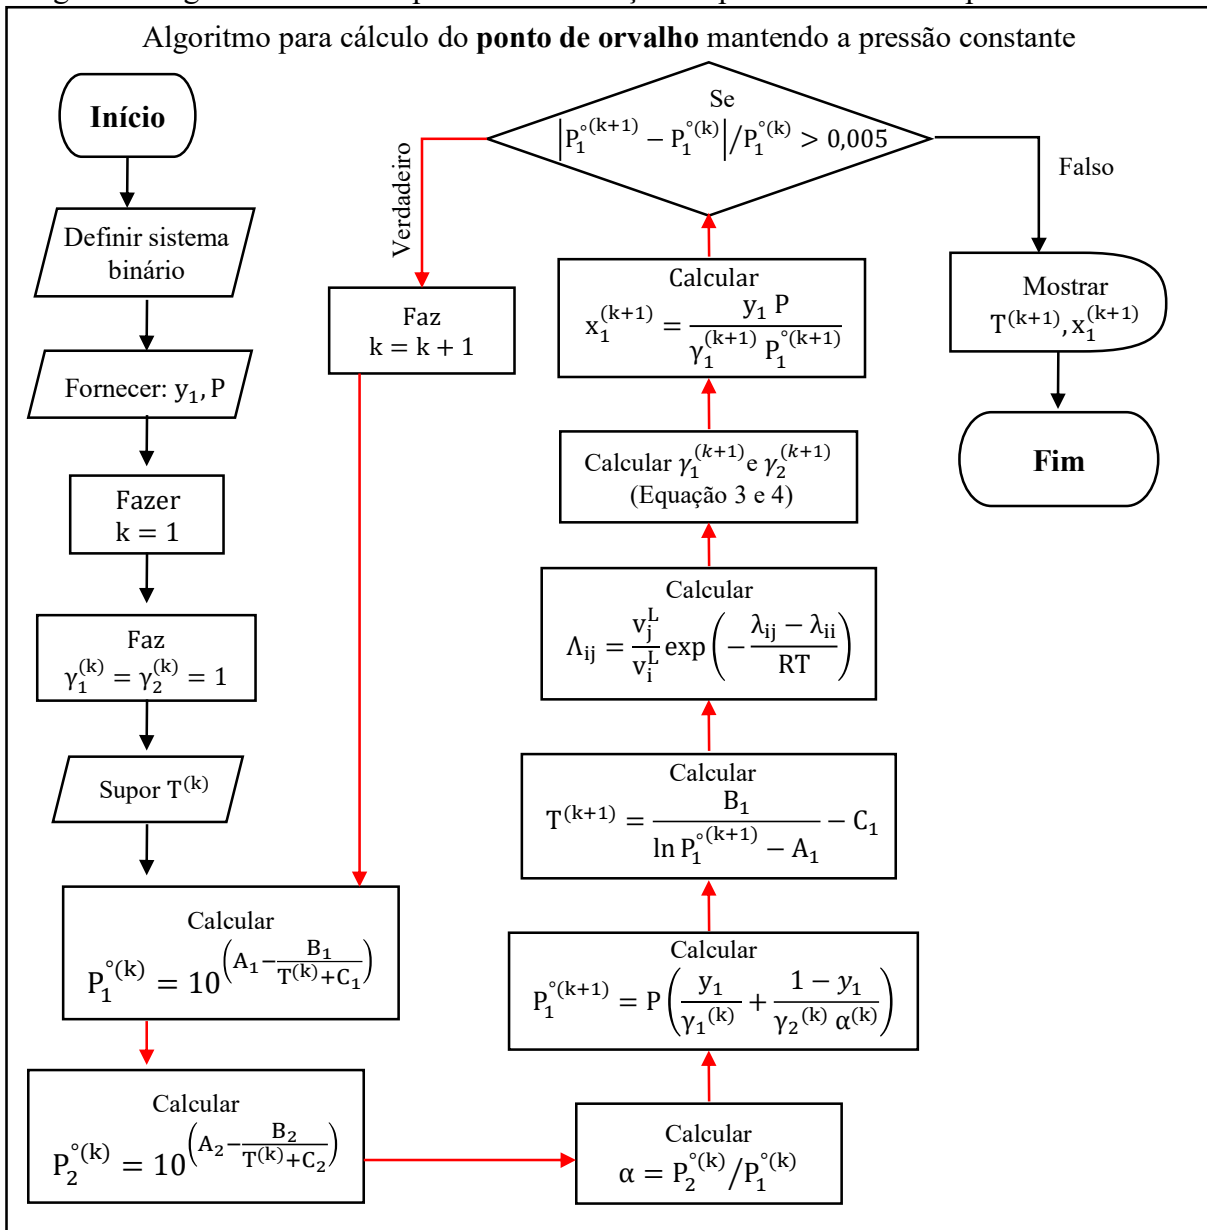 Algoritmo para cálculo do ponto de orvalho mantendo a pressão constante
Início
Definir sistema
binário
Fornecer: y₁, P
Fazer
k = 1
Faz
γ₁^(k) = γ₂^(k) = 1
Supor T^(k)
Calcular
P₁^°(k) = 10^(A₁ − B₁/(T^(k)+C₁))
Calcular
P₂^°(k) = 10^(A₂ − B₂/(T^(k)+C₂))
Calcular
α = P₂^°(k)/P₁^°(k)
Calcular
P₁^°(k+1) = P(y₁/γ₁^(k) + (1 − y₁)/(γ₂^(k) α^(k)))
Calcular
T^(k+1) = B₁/(ln P₁^°(k+1) − A₁) − C₁
Calcular
Λᵢⱼ = (vⱼ^L/vᵢ^L) exp(−(λᵢⱼ − λᵢᵢ)/RT)
Calcular γ₁^(k+1) e γ₂^(k+1)
(Equação 3 e 4)
Calcular
x₁^(k+1) = y₁ P/(γ₁^(k+1) P₁^°(k+1))
Se
|P₁^°(k+1) − P₁^°(k)|/P₁^°(k) > 0,005
Verdadeiro
Faz
k = k + 1
Falso
Mostrar
T^(k+1), x₁^(k+1)
Fim